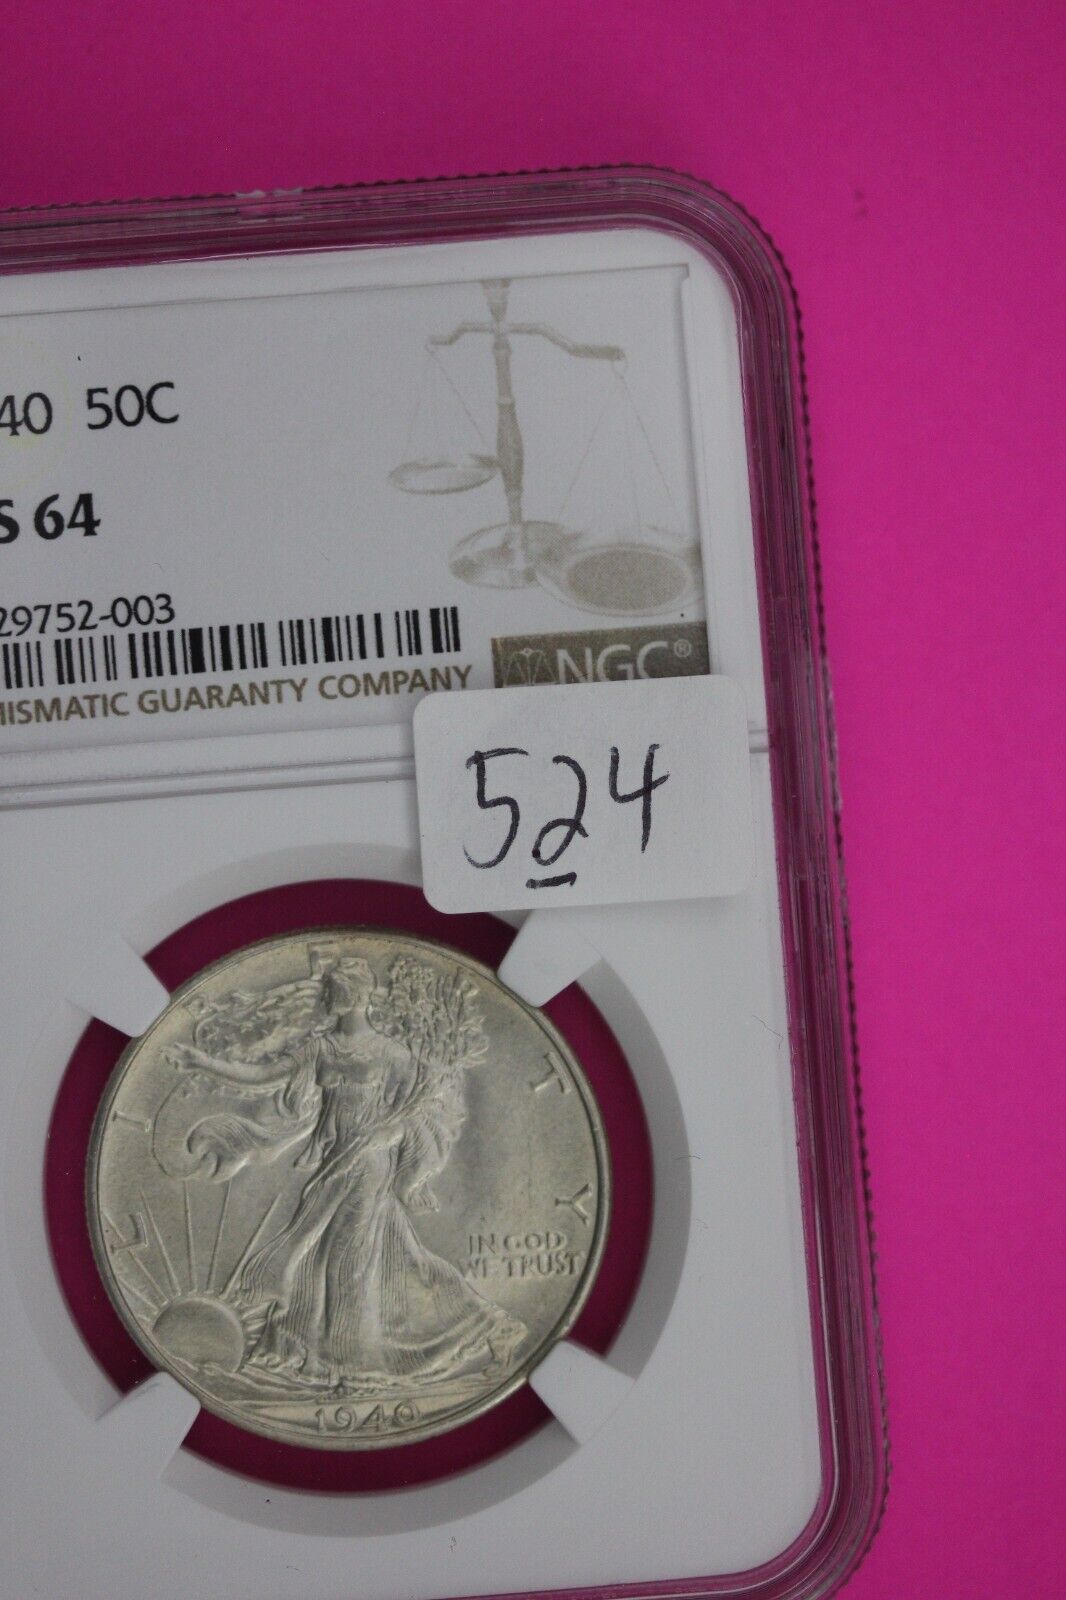 40 50C
S 64
29752-003
NGC®
MISMATIC GUARANTY COMPANY
524
LIBERTY
IN GOD
WE TRUST
1940